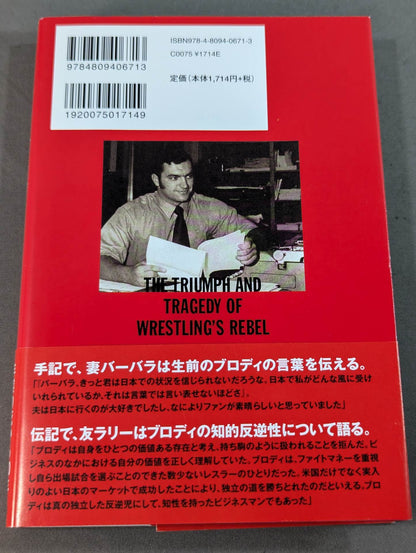 ISBN978-4-8094-0671-3
C0075 ¥1714E
定価（本体1,714円+税）
9784809406713
1920075017149
THE TRIUMPH AND
TRAGEDY OF
WRESTLING'S REBEL
手記で、妻バーバラは生前のブロディの言葉を伝える。
「『バーバラ、きっと君は日本での状況を信じられないだろうな。日本で私がどんな風に受け
いれられているか。それは言葉では言い表せないほどさ』。
夫は日本に行くのが大好きでしたし、なによりファンが素晴らしいと思っていました」
伝記で、友ラリーはブロディの知的反逆性について語る。
「ブロディは自身をひとつの価値ある存在と考え、持ち駒のように扱われることを拒んだ。ビ
ジネスのなかにおける自分の価値を正しく理解していた。ブロディは、ファイトマネーを重視
し自ら出場試合を選ぶことのできた数少ないレスラーのひとりだった。米国だけでなく実入
りのよい日本のマーケットで成功したことにより、独立の道を勝ちとれたのだといえる。ブロ
ディは真の独立した反逆児にして、知性を持ったビジネスマンでもあった」